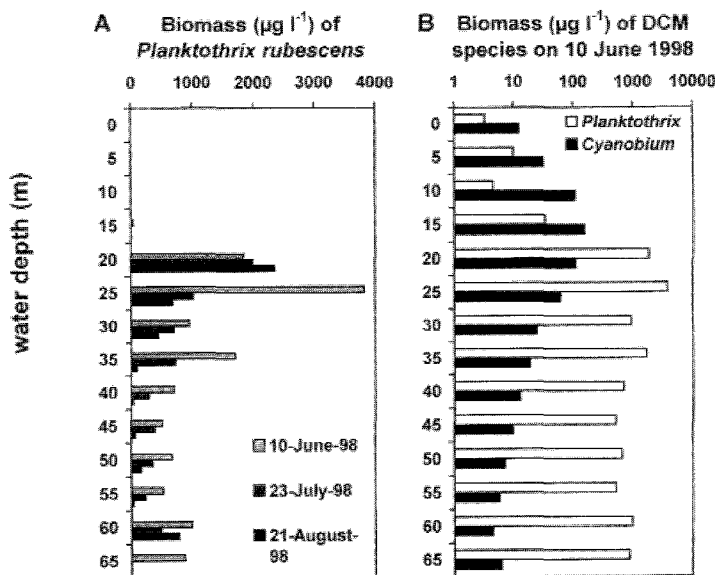 A
Biomass (µg l-1) of
Planktothrix rubescens
0 1000 2000 3000 4000
water depth (m)
0
5
10
15
20
25
30
35
40
45
50
55
60
65
10-June-98
23-July-98
21-August-
98
B
Biomass (µg l-1) of DCM
species on 10 June 1998
1 10 100 1000 10000
Planktothrix
Cyanobium
0
5
10
15
20
25
30
35
40
45
50
55
60
65